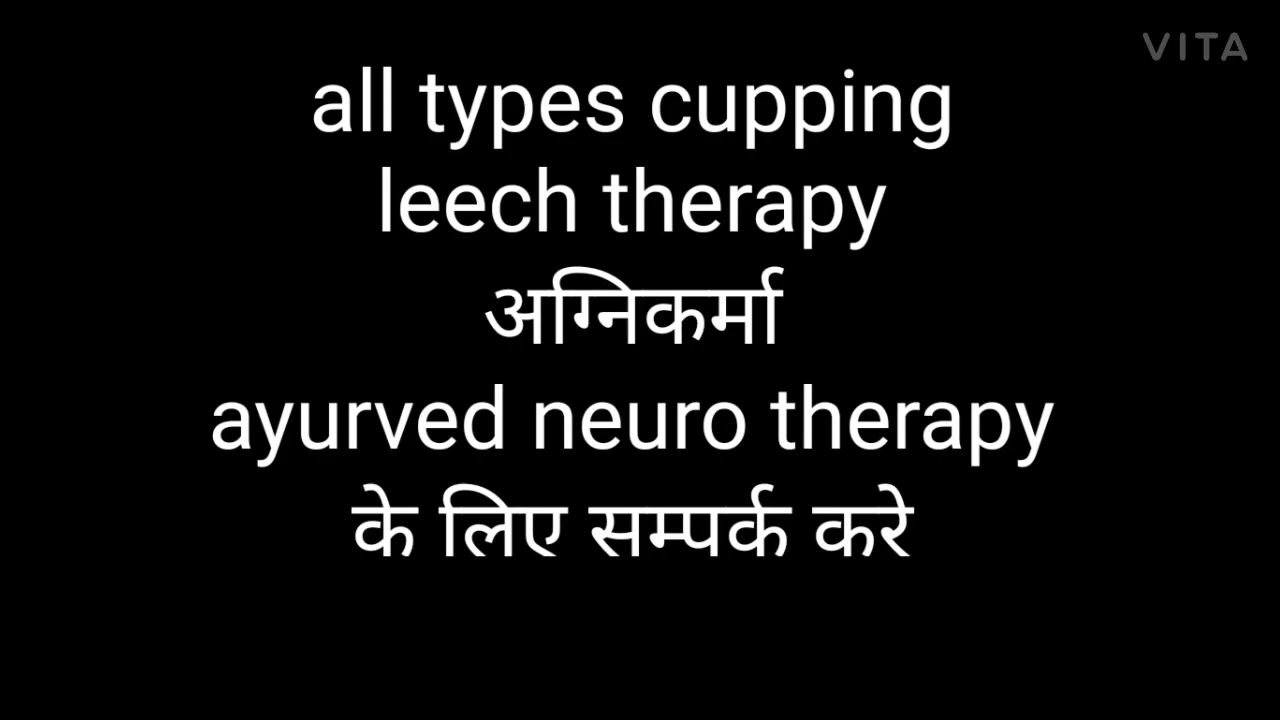 VITA
all types cupping
leech therapy
अग्निकर्मा
ayurved neuro therapy
के लिए सम्पर्क करे